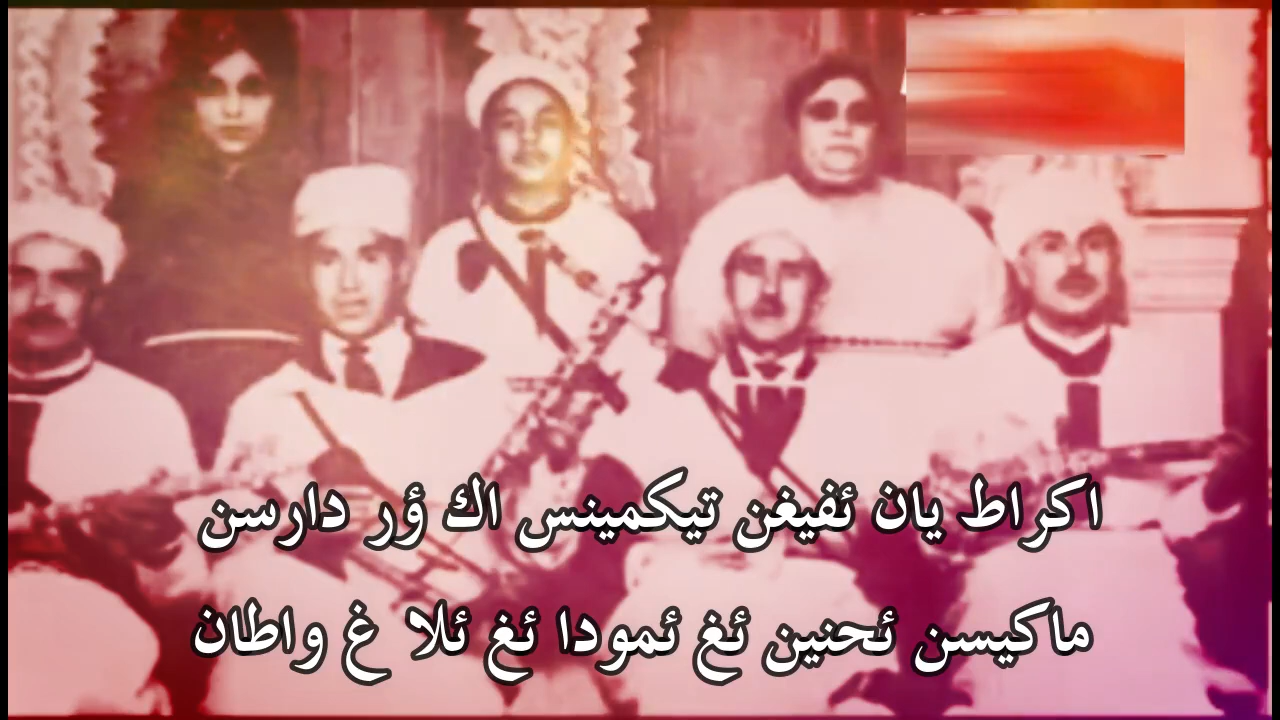 اكراط يان ئفيغن تيكمينس اك ؤر دارسن
ماكيسن ئحنين ئغ ئمودا ئغ ئلا غ واطان